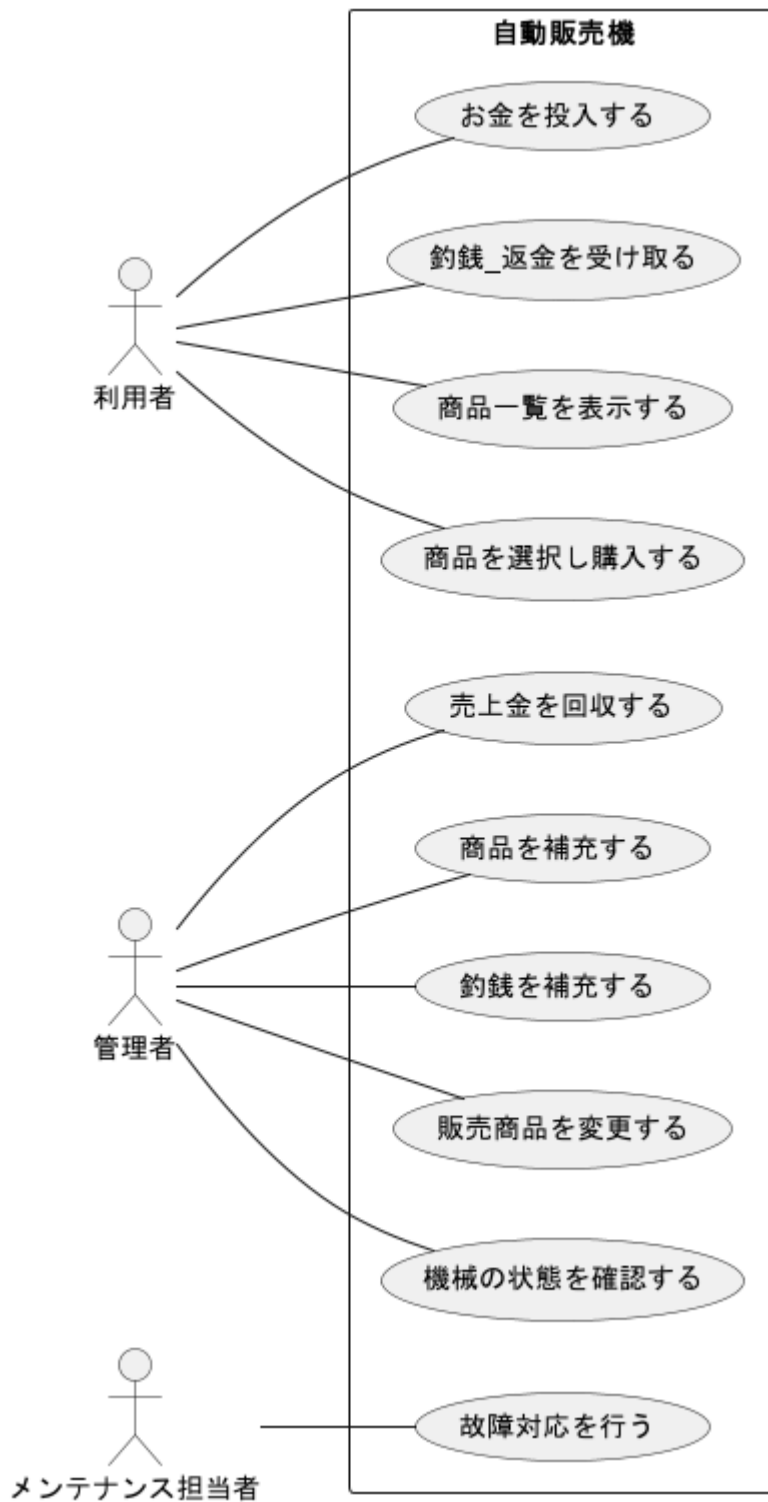 自動販売機
お金を投入する
釣銭_返金を受け取る
利用者
商品一覧を表示する
商品を選択し購入する
売上金を回収する
商品を補充する
釣銭を補充する
管理者
販売商品を変更する
機械の状態を確認する
故障対応を行う
メンテナンス担当者